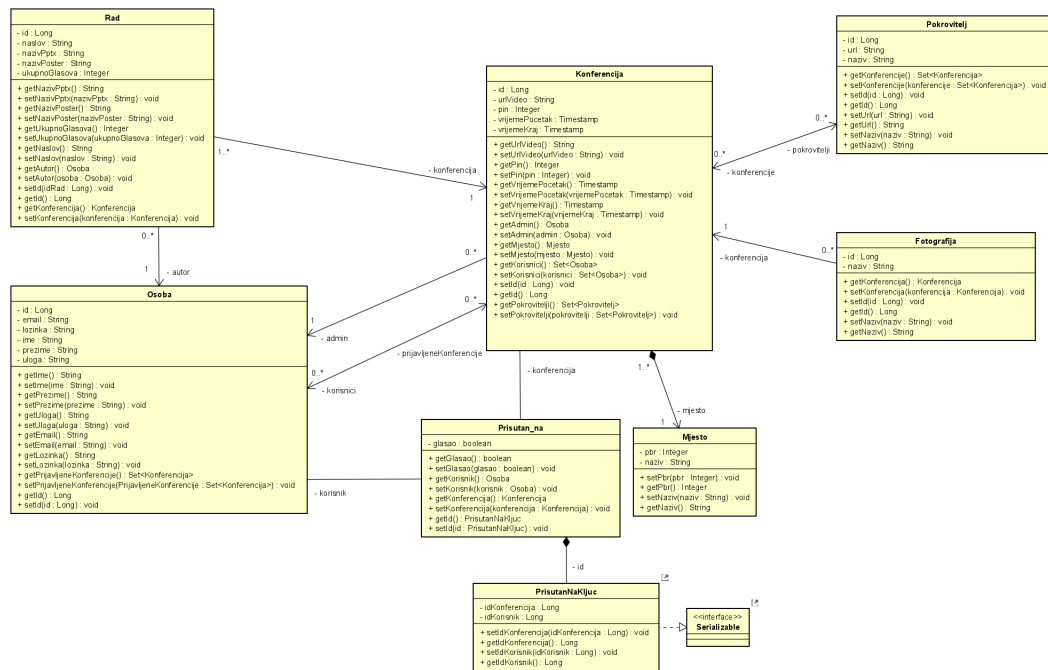 Rad
- id : Long
- naslov : String
- nazivPptx : String
- nazivPoster : String
- ukupnoGlasova : Integer
+ getNazivPptx() : String
+ setNazivPptx(nazivPptx : String) : void
+ getNazivPoster() : String
+ setNazivPoster(nazivPoster : String) : void
+ getUkupnoGlasova() : Integer
+ setUkupnoGlasova(ukupnoGlasova : Integer) : void
+ getNaslov() : String
+ setNaslov(naslov : String) : void
+ getAutor() : Osoba
+ setAutor(osoba : Osoba) : void
+ setId(idRad : Long) : void
+ getId() : Long
+ getKonferencija() : Konferencija
+ setKonferencija(konferencija : Konferencija) : void
1..*
- konferencija
1
0..*
1
- autor
Konferencija
- id : Long
- urlVideo : String
- pin : Integer
- vrijemePocetak : Timestamp
- vrijemeKraj : Timestamp
+ getUrlVideo() : String
+ setUrlVideo(urlVideo : String) : void
+ getPin() : Integer
+ setPin(pin : Integer) : void
+ getVrijemePocetak() : Timestamp
+ setVrijemePocetak(vrijemePocetak : Timestamp) : void
+ getVrijemeKraj() : Timestamp
+ setVrijemeKraj(vrijemeKraj : Timestamp) : void
+ getAdmin() : Osoba
+ setAdmin(admin : Osoba) : void
+ getMjesto() : Mjesto
+ setMjesto(mjesto : Mjesto) : void
+ getKorisnici() : Set<Osoba>
+ setKorisnici(korisnici : Set<Osoba>) : void
+ setId(id : Long) : void
+ getId() : Long
+ getPokrovitelji() : Set<Pokrovitelj>
+ setPokrovitelji(pokrovitelji : Set<Pokrovitelj>) : void
Pokrovitelj
- id : Long
- url : String
- naziv : String
+ getKonferencije() : Set<Konferencija>
+ setKonferencije(konferencije : Set<Konferencija>) : void
+ setId(id : Long) : void
+ getId() : Long
+ setUrl(url : String) : void
+ getUrl() : String
+ setNaziv(naziv : String) : void
+ getNaziv() : String
0..*
- pokrovitelji
0..*
- konferencije
1
- konferencija
0..*
Fotografija
- id : Long
- naziv : String
+ getKonferencija() : Konferencija
+ setKonferencija(konferencija : Konferencija) : void
+ setId(id : Long) : void
+ getId() : Long
+ setNaziv(naziv : String) : void
+ getNaziv() : String
Osoba
- id : Long
- email : String
- lozinka : String
- ime : String
- prezime : String
- uloga : String
+ getIme() : String
+ setIme(ime : String) : void
+ getPrezime() : String
+ setPrezime(prezime : String) : void
+ getUloga() : String
+ setUloga(uloga : String) : void
+ getEmail() : String
+ setEmail(email : String) : void
+ getLozinka() : String
+ setLozinka(lozinka : String) : void
+ getPrijavljeneKonferencije() : Set<Konferencija>
+ setPrijavljeneKonferencije(PrijavljeneKonferencije : Set<Konferencija>) : void
+ getId() : Long
+ setId(id : Long) : void
0..*
1
- admin
0..*
- prijavljeneKonferencije
0..*
- korisnici
- konferencija
- korisnik
1..*
- mjesto
1
Prisutan_na
- glasao : boolean
+ getGlasao() : boolean
+ setGlasao(glasao : boolean) : void
+ getKorisnik() : Osoba
+ setKorisnik(korisnik : Osoba) : void
+ getKonferencija() : Konferencija
+ setKonferencija(konferencija : Konferencija) : void
+ getId() : PrisutanNaKljuc
+ setId(id : PrisutanNaKljuc) : void
Mjesto
- pbr : Integer
- naziv : String
+ setPbr(pbr : Integer) : void
+ getPbr() : Integer
+ setNaziv(naziv : String) : void
+ getNaziv() : String
- id
PrisutanNaKljuc
- idKonferencija : Long
- idKorisnik : Long
+ setIdKonferencija(idKonferencija : Long) : void
+ getIdKonferencija() : Long
+ setIdKorisnik(idKorisnik : Long) : void
+ getIdKorisnik() : Long
<<interface>>
Serializable